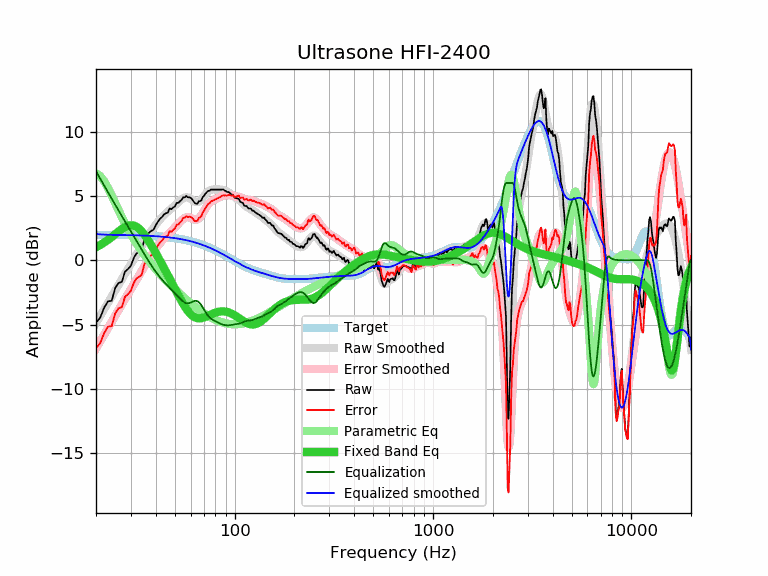 Ultrasone HFI-2400
Amplitude (dBr)
10
5
0
−5
−10
−15
Target
Raw Smoothed
Error Smoothed
Raw
Error
Parametric Eq
Fixed Band Eq
Equalization
Equalized smoothed
100
1000
10000
Frequency (Hz)